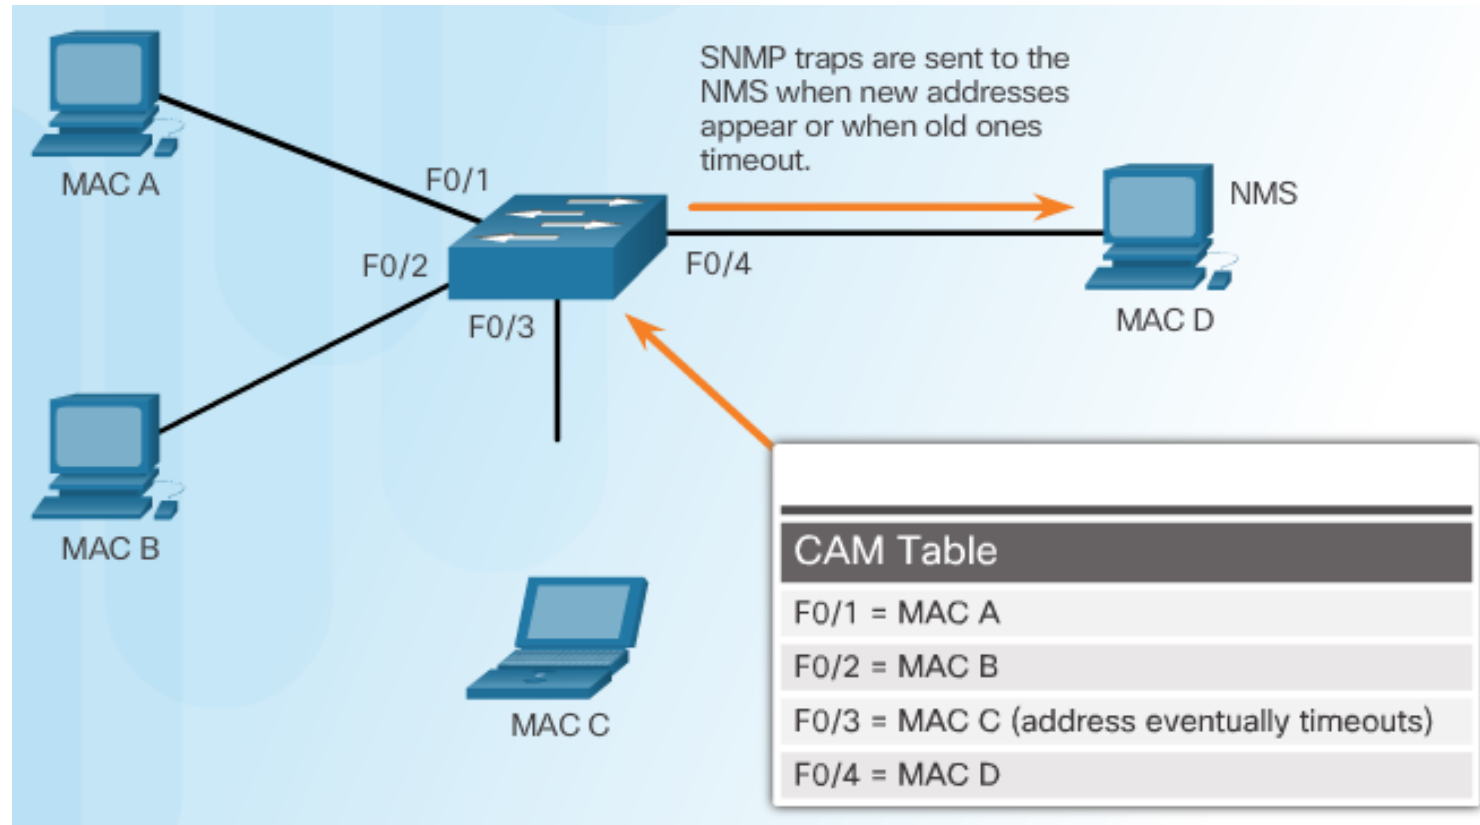 SNMP traps are sent to the
NMS when new addresses
appear or when old ones
timeout.
MAC A
F0/1
NMS
F0/2
F0/4
F0/3
MAC D
MAC B
MAC C
CAM Table
F0/1 = MAC A
F0/2 = MAC B
F0/3 = MAC C (address eventually timeouts)
F0/4 = MAC D